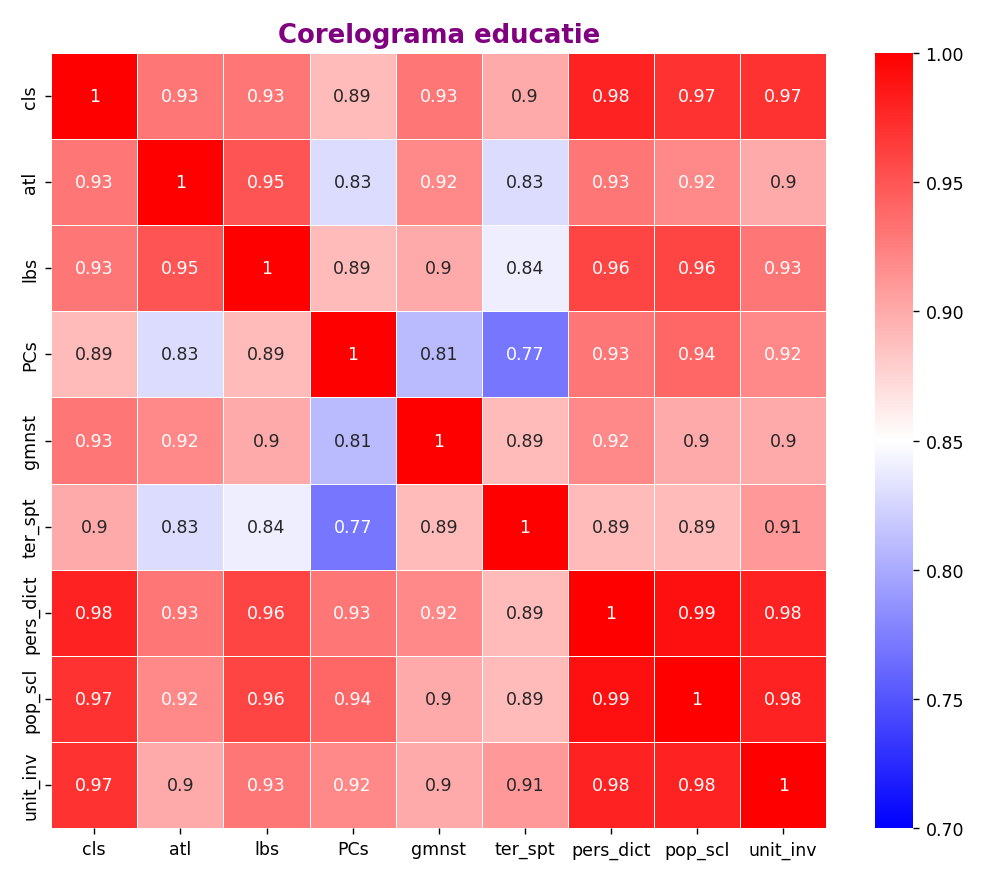 Corelograma educatie
cls 1 0.93 0.93 0.89 0.93 0.9 0.98 0.97 0.97
atl 0.93 1 0.95 0.83 0.92 0.83 0.93 0.92 0.9
lbs 0.93 0.95 1 0.89 0.9 0.84 0.96 0.96 0.93
PCs 0.89 0.83 0.89 1 0.81 0.77 0.93 0.94 0.92
gmnst 0.93 0.92 0.9 0.81 1 0.89 0.92 0.9 0.9
ter_spt 0.9 0.83 0.84 0.77 0.89 1 0.89 0.89 0.91
pers_dict 0.98 0.93 0.96 0.93 0.92 0.89 1 0.99 0.98
pop_scl 0.97 0.92 0.96 0.94 0.9 0.89 0.99 1 0.98
unit_inv 0.97 0.9 0.93 0.92 0.9 0.91 0.98 0.98 1
cls atl lbs PCs gmnst ter_spt pers_dict pop_scl unit_inv
1.00
0.95
0.90
0.85
0.80
0.75
0.70